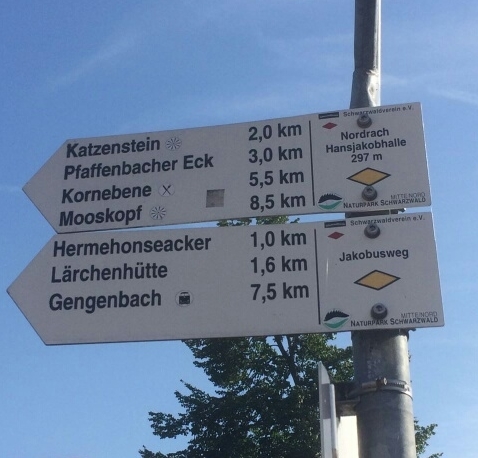 Schwarzwaldverein e.V.
Katzenstein 2,0 km
Pfaffenbacher Eck 3,0 km
Kornebene 5,5 km
Mooskopf 8,5 km
Nordrach
Hansjakobhalle
297 m
MITTE/NORD
NATURPARK SCHWARZWALD
Schwarzwaldverein e.V.
Hermehonseacker 1,0 km
Lärchenhütte 1,6 km
Gengenbach 7,5 km
Jakobusweg
MITTE/NORD
NATURPARK SCHWARZWALD